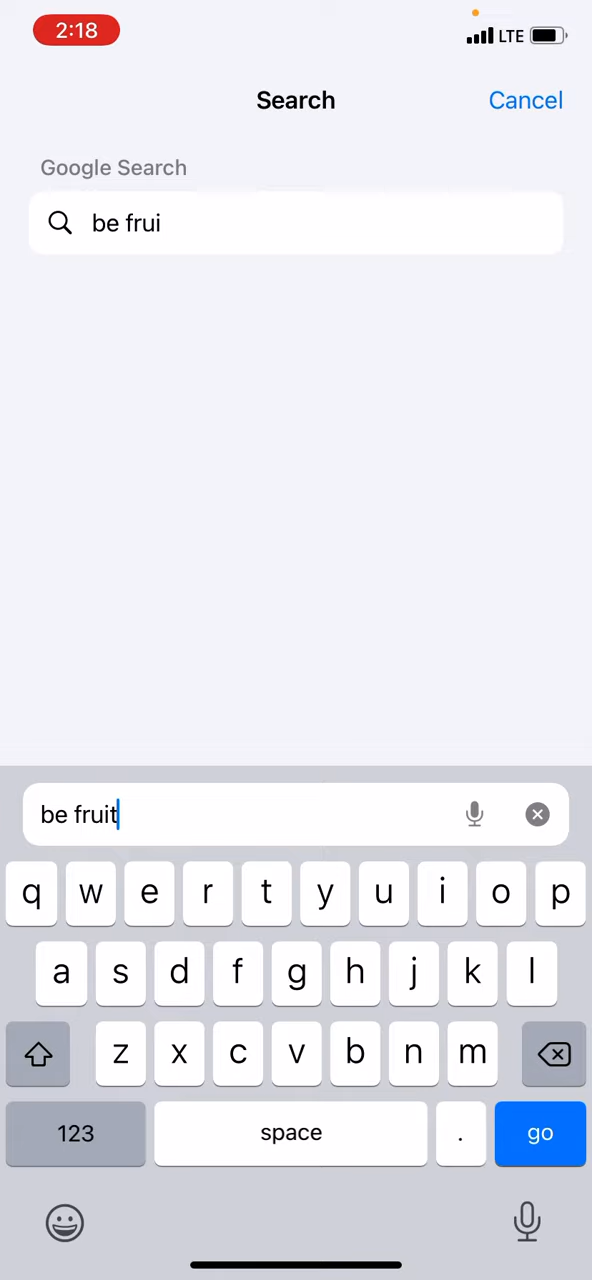 2:18 LTE
Search Cancel
Google Search
be frui
be fruit
q w e r t y u i o p
a s d f g h j k l
z x c v b n m
123 space . go